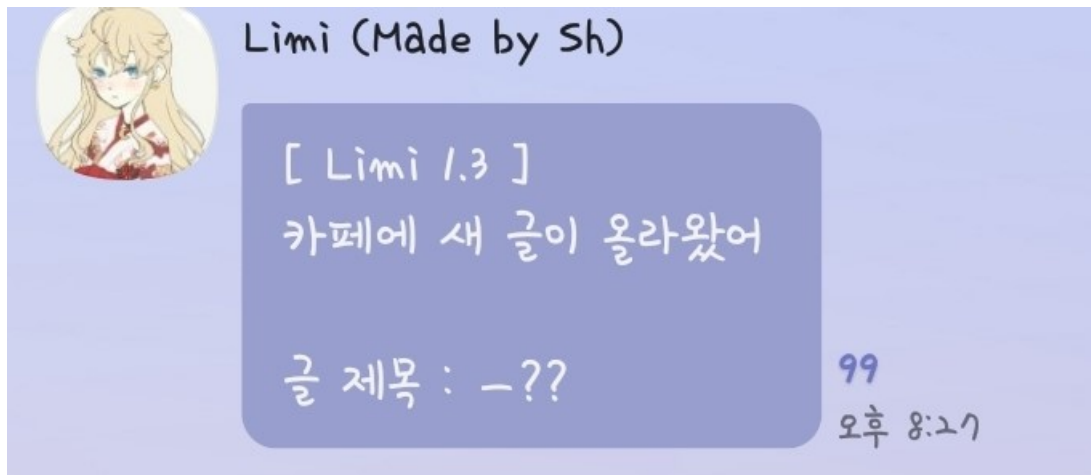 Limi (Made by Sh)
[ Limi 1.3 ]
카페에 새 글이 올라왔어
글 제목 : —??
99
오후 8:27